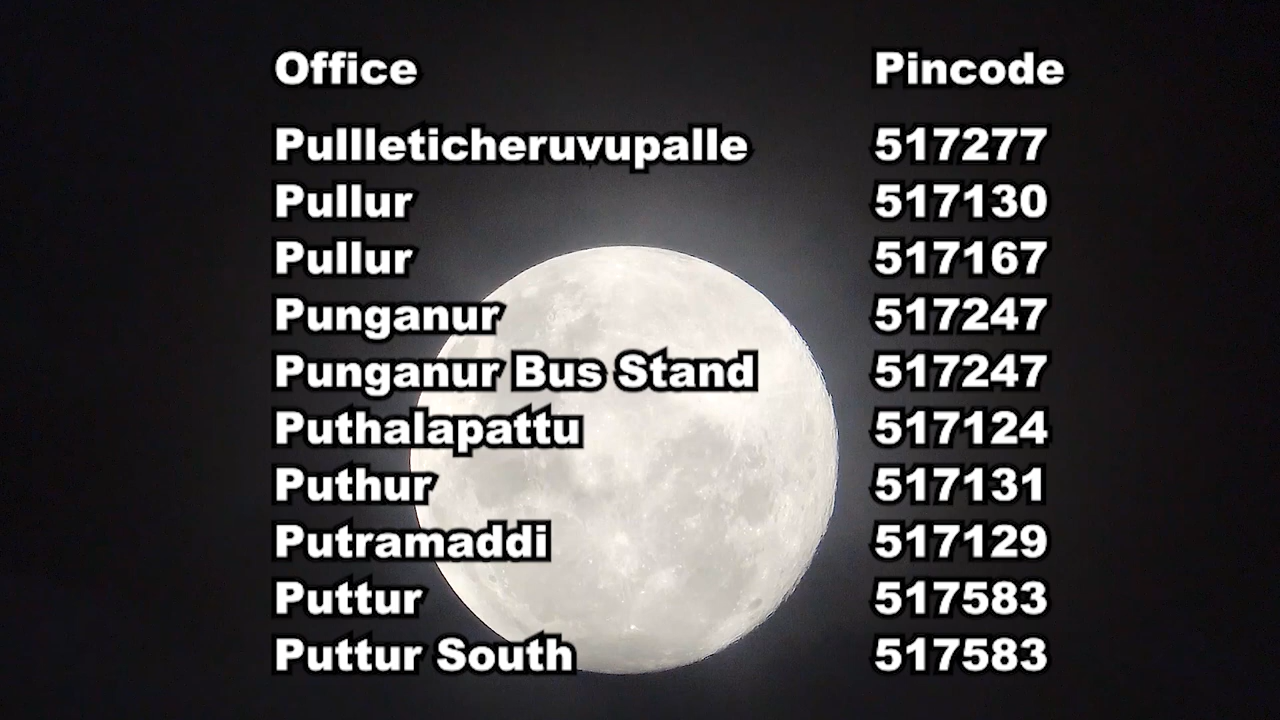 Office Pincode
Pullleticheruvupalle 517277
Pullur 517130
Pullur 517167
Punganur 517247
Punganur Bus Stand 517247
Puthalapattu 517124
Puthur 517131
Putramaddi 517129
Puttur 517583
Puttur South 517583